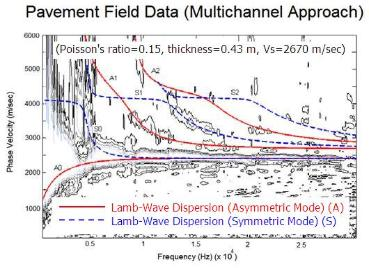 Pavement Field Data (Multichannel Approach)
6000
(Poisson's ratio=0.15, thickness=0.43 m, Vs=2670 m/sec)
A1
A2
5000
S1
S2
4000
Phase Velocity (m/sec)
S0
3000
2000
A0
Lamb-Wave Dispersion (Asymmetric Mode) (A)
1000
Lamb-Wave Dispersion (Symmetric Mode) (S)
0.5 1 1.5 2 2.5 3
Frequency (Hz) (x 10⁴)